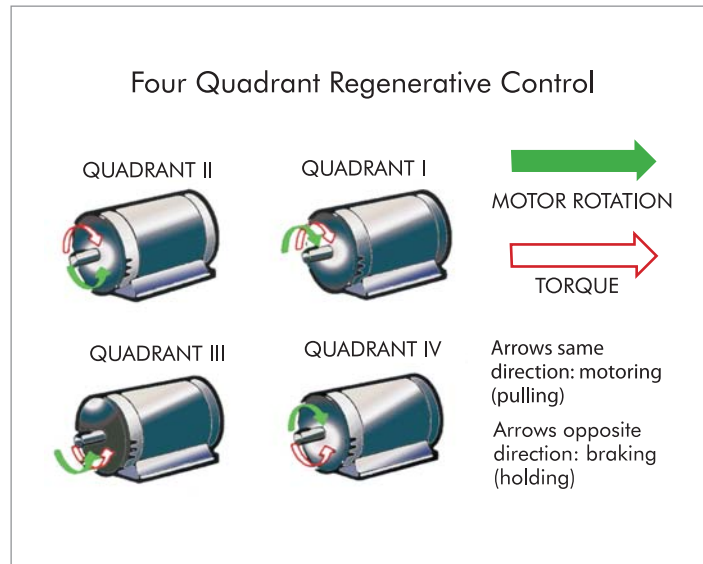 Four Quadrant Regenerative Control
QUADRANT II
QUADRANT I
MOTOR ROTATION
TORQUE
QUADRANT III
QUADRANT IV
Arrows same
direction: motoring
(pulling)
Arrows opposite
direction: braking
(holding)